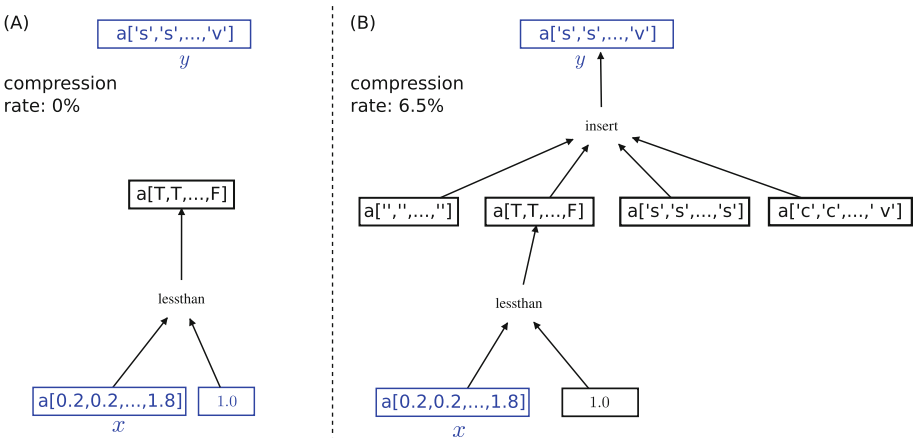 (A)
a['s','s',...,'v']
y
compression
rate: 0%
a[T,T,...,F]
lessthan
a[0.2,0.2,...,1.8]
1.0
x
(B)
a['s','s',...,'v']
y
compression
rate: 6.5%
insert
a['','',...,'']
a[T,T,...,F]
a['s','s',...,'s']
a['c','c',...,' v']
lessthan
a[0.2,0.2,...,1.8]
1.0
x